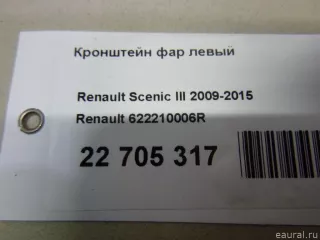 Кронштейн фар левый
Renault Scenic III 2009-2015
Renault 622210006R
22 705 317
eaural.ru